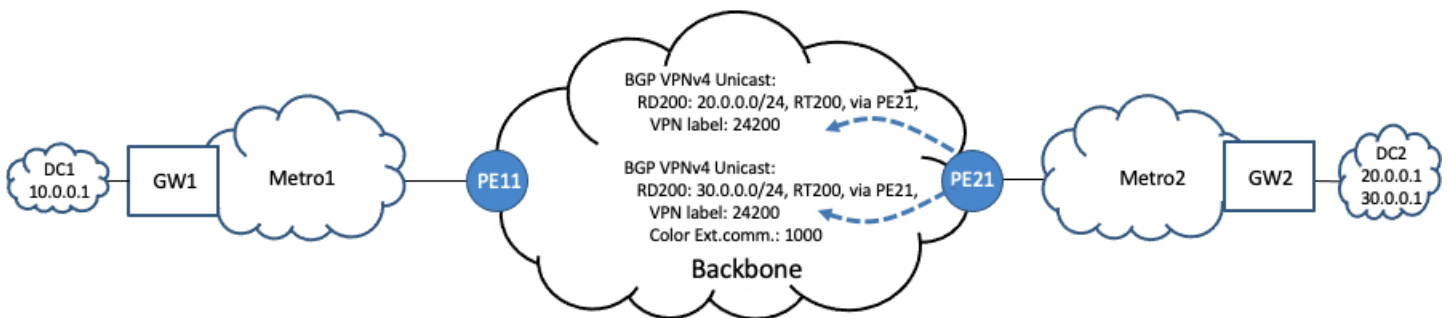 DC1
10.0.0.1
GW1
Metro1
PE11
BGP VPNv4 Unicast:
RD200: 20.0.0.0/24, RT200, via PE21,
VPN label: 24200
BGP VPNv4 Unicast:
RD200: 30.0.0.0/24, RT200, via PE21,
VPN label: 24200
Color Ext.comm.: 1000
Backbone
PE21
Metro2
GW2
DC2
20.0.0.1
30.0.0.1